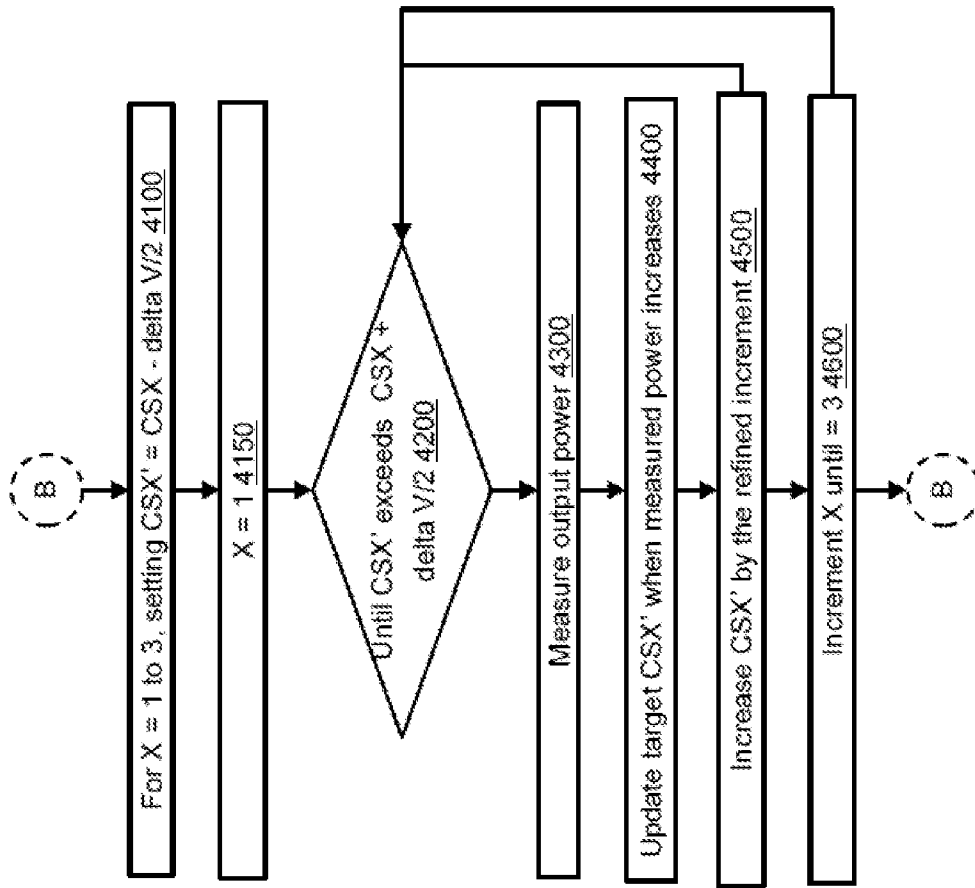 B
For X = 1 to 3, setting CSX' = CSX - delta V/2 4100
X = 1 4150
Until CSX' exceeds CSX +
delta V/2 4200
Measure output power 4300
Update target CSX' when measured power increases 4400
Increase CSX' by the refined increment 4500
Increment X until = 3 4600
B